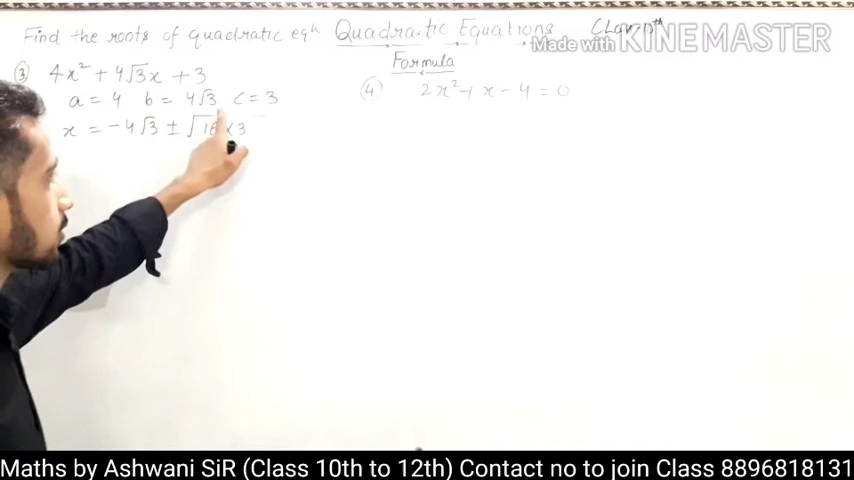 Find the roots of quadratic eqn Quadratic Equations Class 10th
Made with KINEMASTER
Formula
③ 4x² + 4√3x + 3
a = 4 b = 4√3 c = 3
x = -4√3 ± √16×3
④ 2x² + x - 4 = 0
Maths by Ashwani SiR (Class 10th to 12th) Contact no to join Class 8896818131